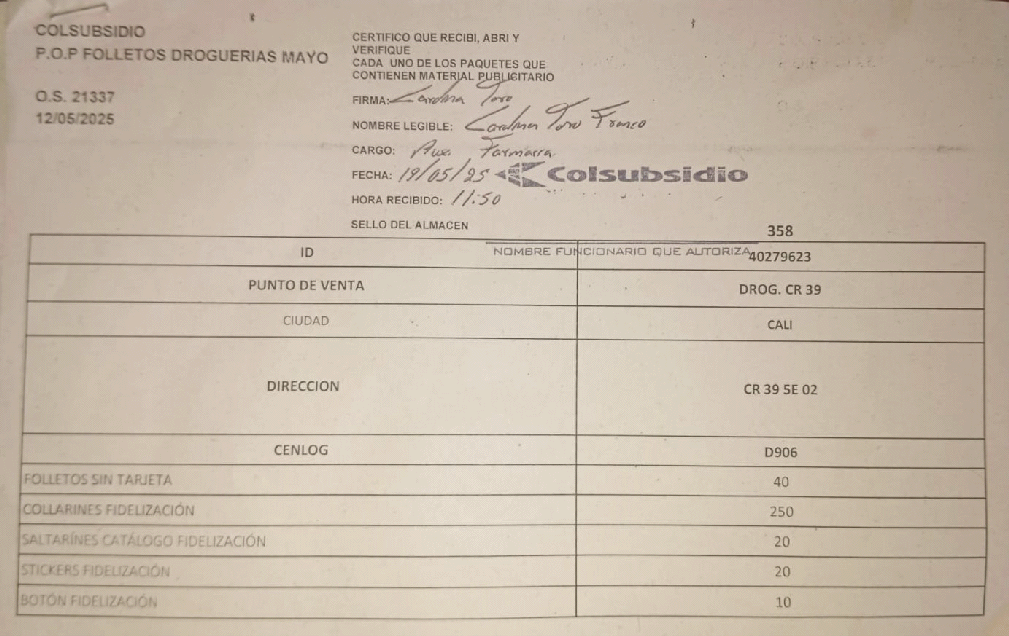 COLSUBSIDIO
P.O.P FOLLETOS DROGUERIAS MAYO
O.S. 21337
12/05/2025
CERTIFICO QUE RECIBI, ABRI Y
VERIFIQUE
CADA UNO DE LOS PAQUETES QUE
CONTIENEN MATERIAL PUBLICITARIO
FIRMA: Toro
NOMBRE LEGIBLE: Toro Franco
CARGO: Aux Farmacia
FECHA: 19/05/25 Colsubsidio
HORA RECIBIDO: 11:50
SELLO DEL ALMACEN
358
NOMBRE FUNCIONARIO QUE AUTORIZA
ID 40279623
PUNTO DE VENTA DROG. CR 39
CIUDAD CALI
DIRECCION CR 39 5E 02
CENLOG D906
FOLLETOS SIN TARJETA 40
COLLARINES FIDELIZACIÓN 250
SALTARÍNES CATÁLOGO FIDELIZACIÓN 20
STICKERS FIDELIZACIÓN 20
BOTÓN FIDELIZACIÓN 10